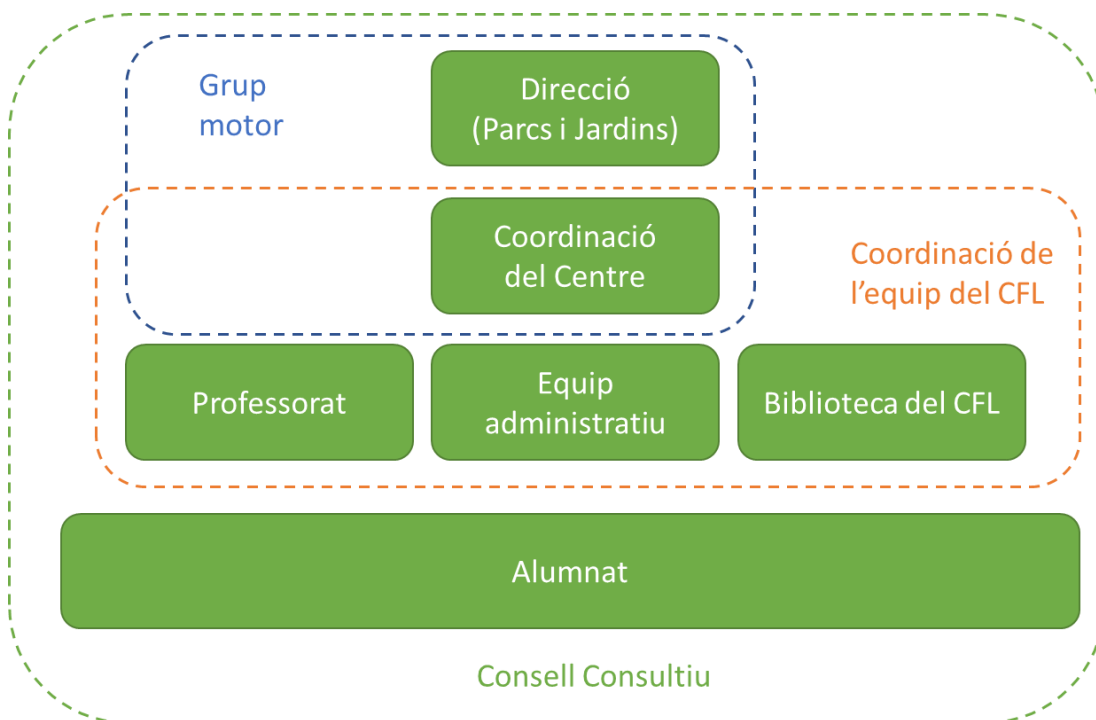 Grup
motor
Direcció
(Parcs i Jardins)
Coordinació
del Centre
Coordinació de
l'equip del CFL
Professorat
Equip
administratiu
Biblioteca del CFL
Alumnat
Consell Consultiu